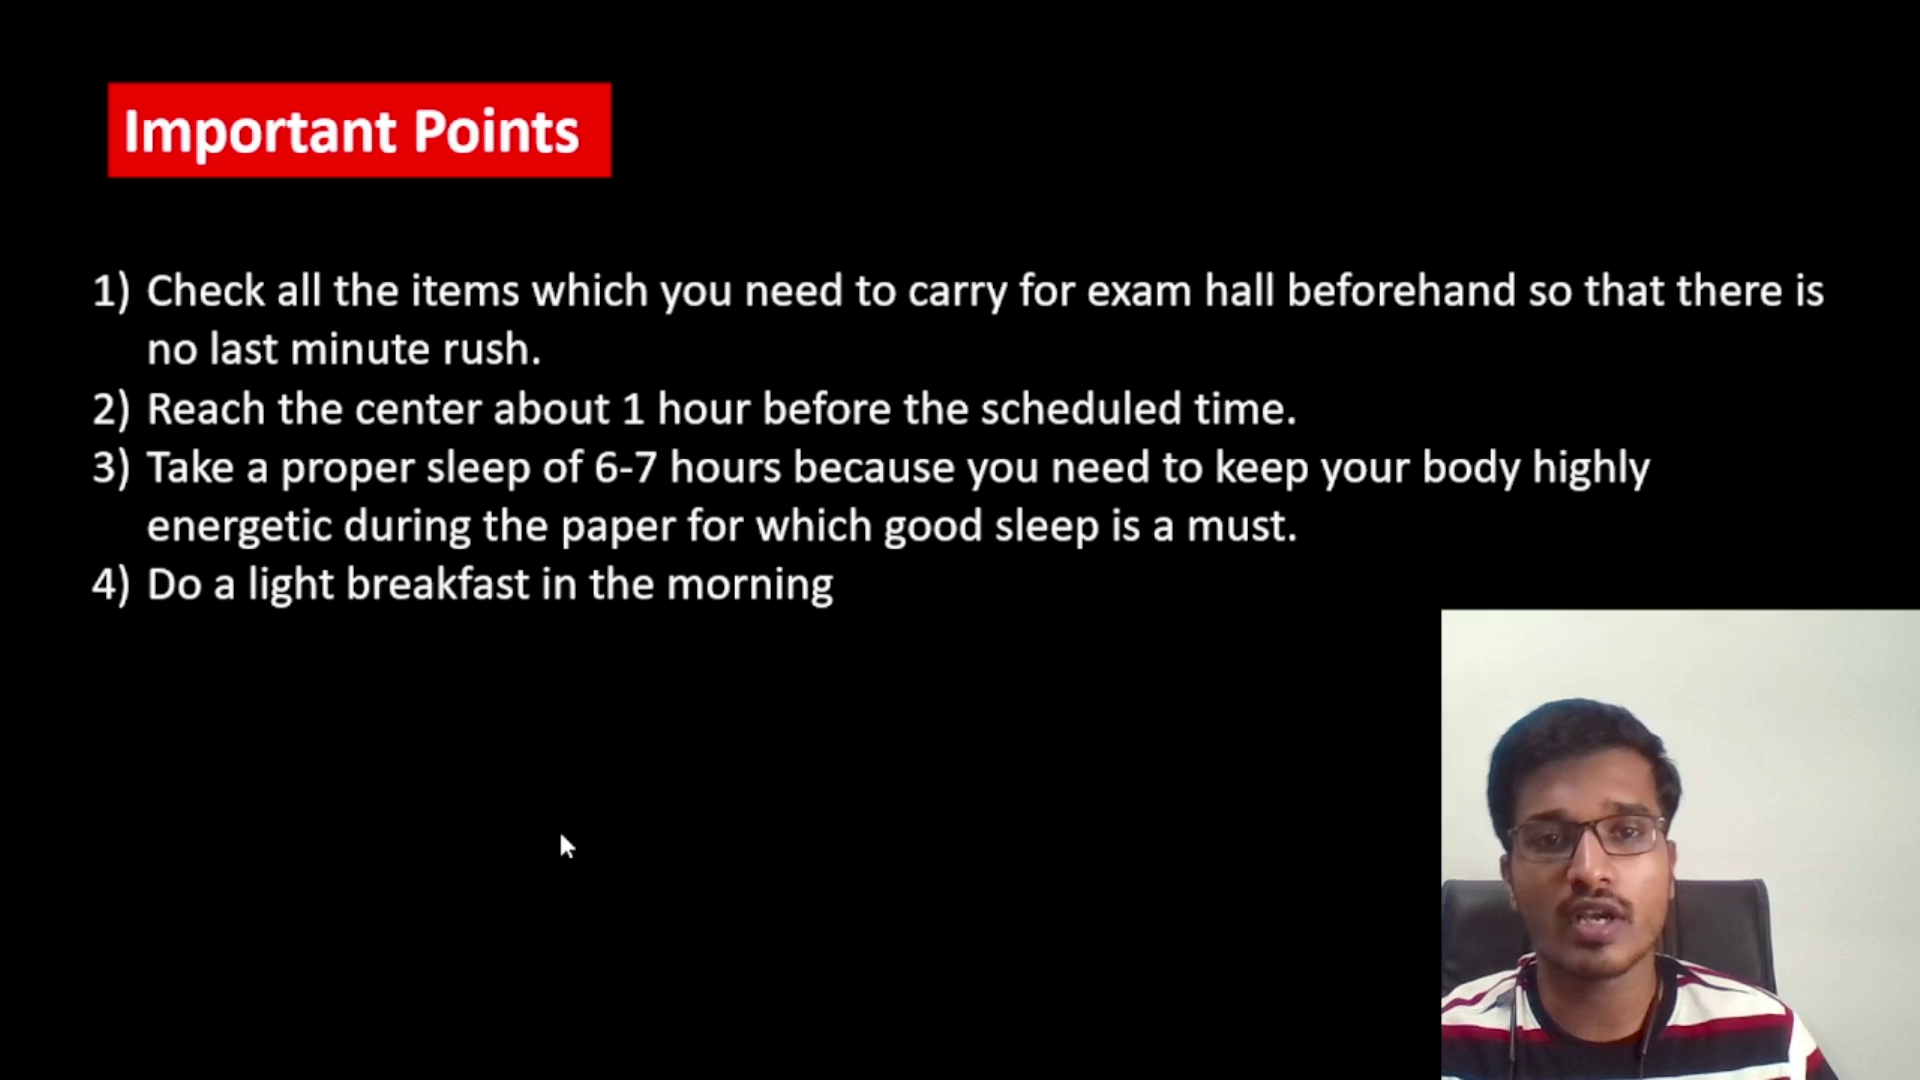 Important Points
1) Check all the items which you need to carry for exam hall beforehand so that there is
no last minute rush.
2) Reach the center about 1 hour before the scheduled time.
3) Take a proper sleep of 6-7 hours because you need to keep your body highly
energetic during the paper for which good sleep is a must.
4) Do a light breakfast in the morning